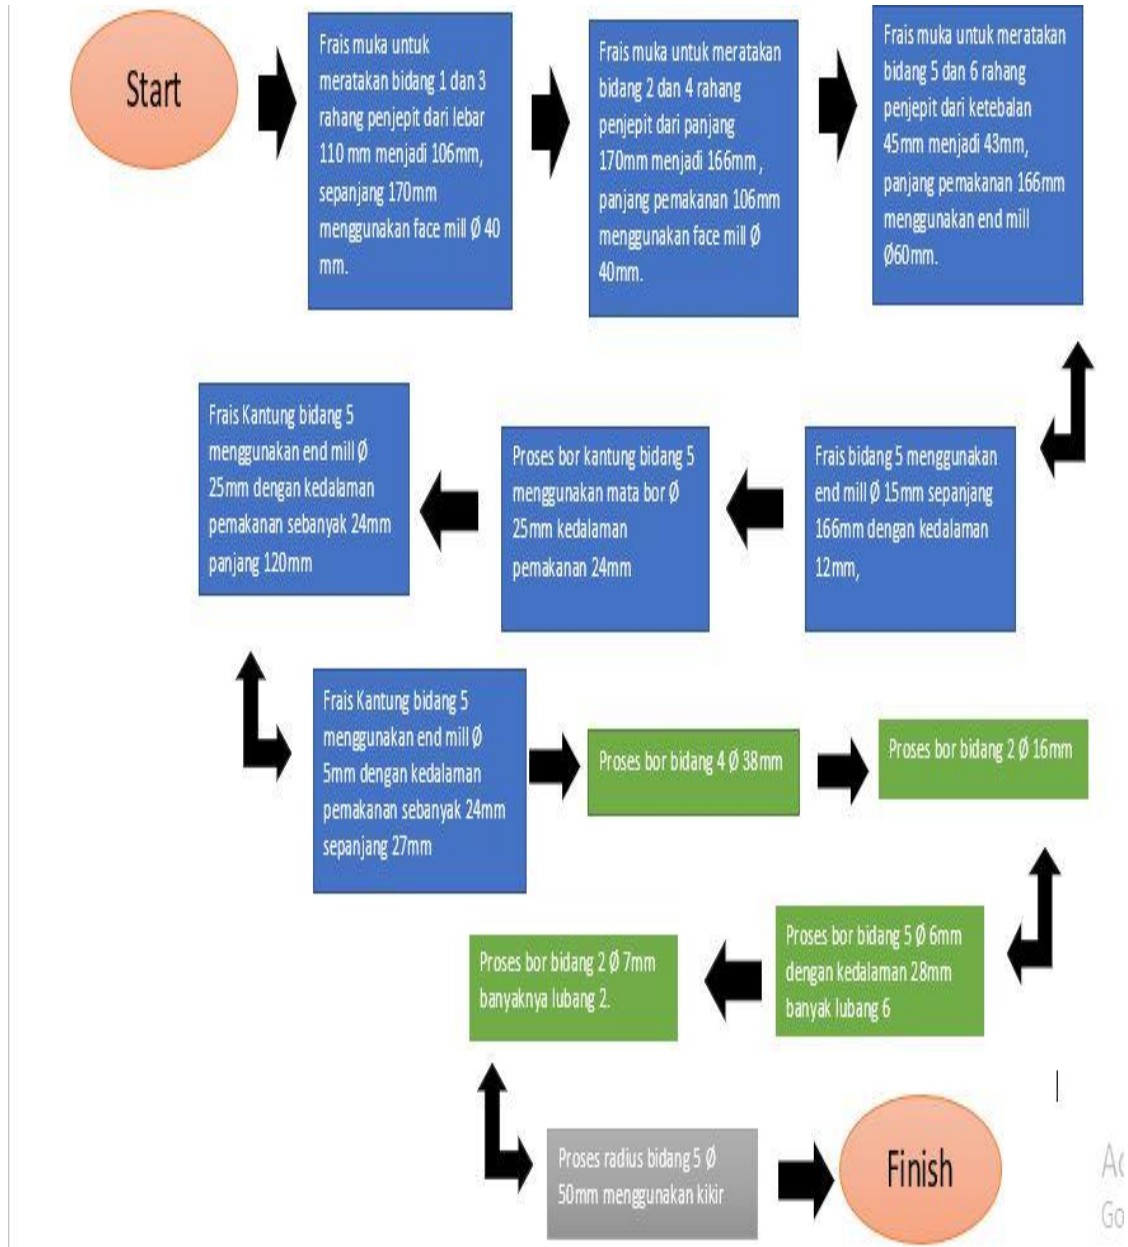 Start
Frais muka untuk
meratakan bidang 1 dan 3
rahang penjepit dari lebar
110 mm menjadi 106mm,
sepanjang 170mm
menggunakan face mill Ø 40
mm.
Frais muka untuk meratakan
bidang 2 dan 4 rahang
penjepit dari panjang
170mm menjadi 166mm ,
panjang pemakanan 106mm
menggunakan face mill Ø
40mm.
Frais muka untuk meratakan
bidang 5 dan 6 rahang
penjepit dari ketebalan
45mm menjadi 43mm,
panjang pemakanan 166mm
menggunakan end mill
Ø60mm.
Frais bidang 5 menggunakan
end mill Ø 15mm sepanjang
166mm dengan kedalaman
12mm,
Proses bor kantung bidang 5
menggunakan mata bor Ø
25mm kedalaman
pemakanan 24mm
Frais Kantung bidang 5
menggunakan end mill Ø
25mm dengan kedalaman
pemakanan sebanyak 24mm
panjang 120mm
Frais Kantung bidang 5
menggunakan end mill Ø
5mm dengan kedalaman
pemakanan sebanyak 24mm
sepanjang 27mm
Proses bor bidang 4 Ø 38mm
Proses bor bidang 2 Ø 16mm
Proses bor bidang 5 Ø 6mm
dengan kedalaman 28mm
banyak lubang 6
Proses bor bidang 2 Ø 7mm
banyaknya lubang 2.
Proses radius bidang 5 Ø
50mm menggunakan kikir
Finish
Go